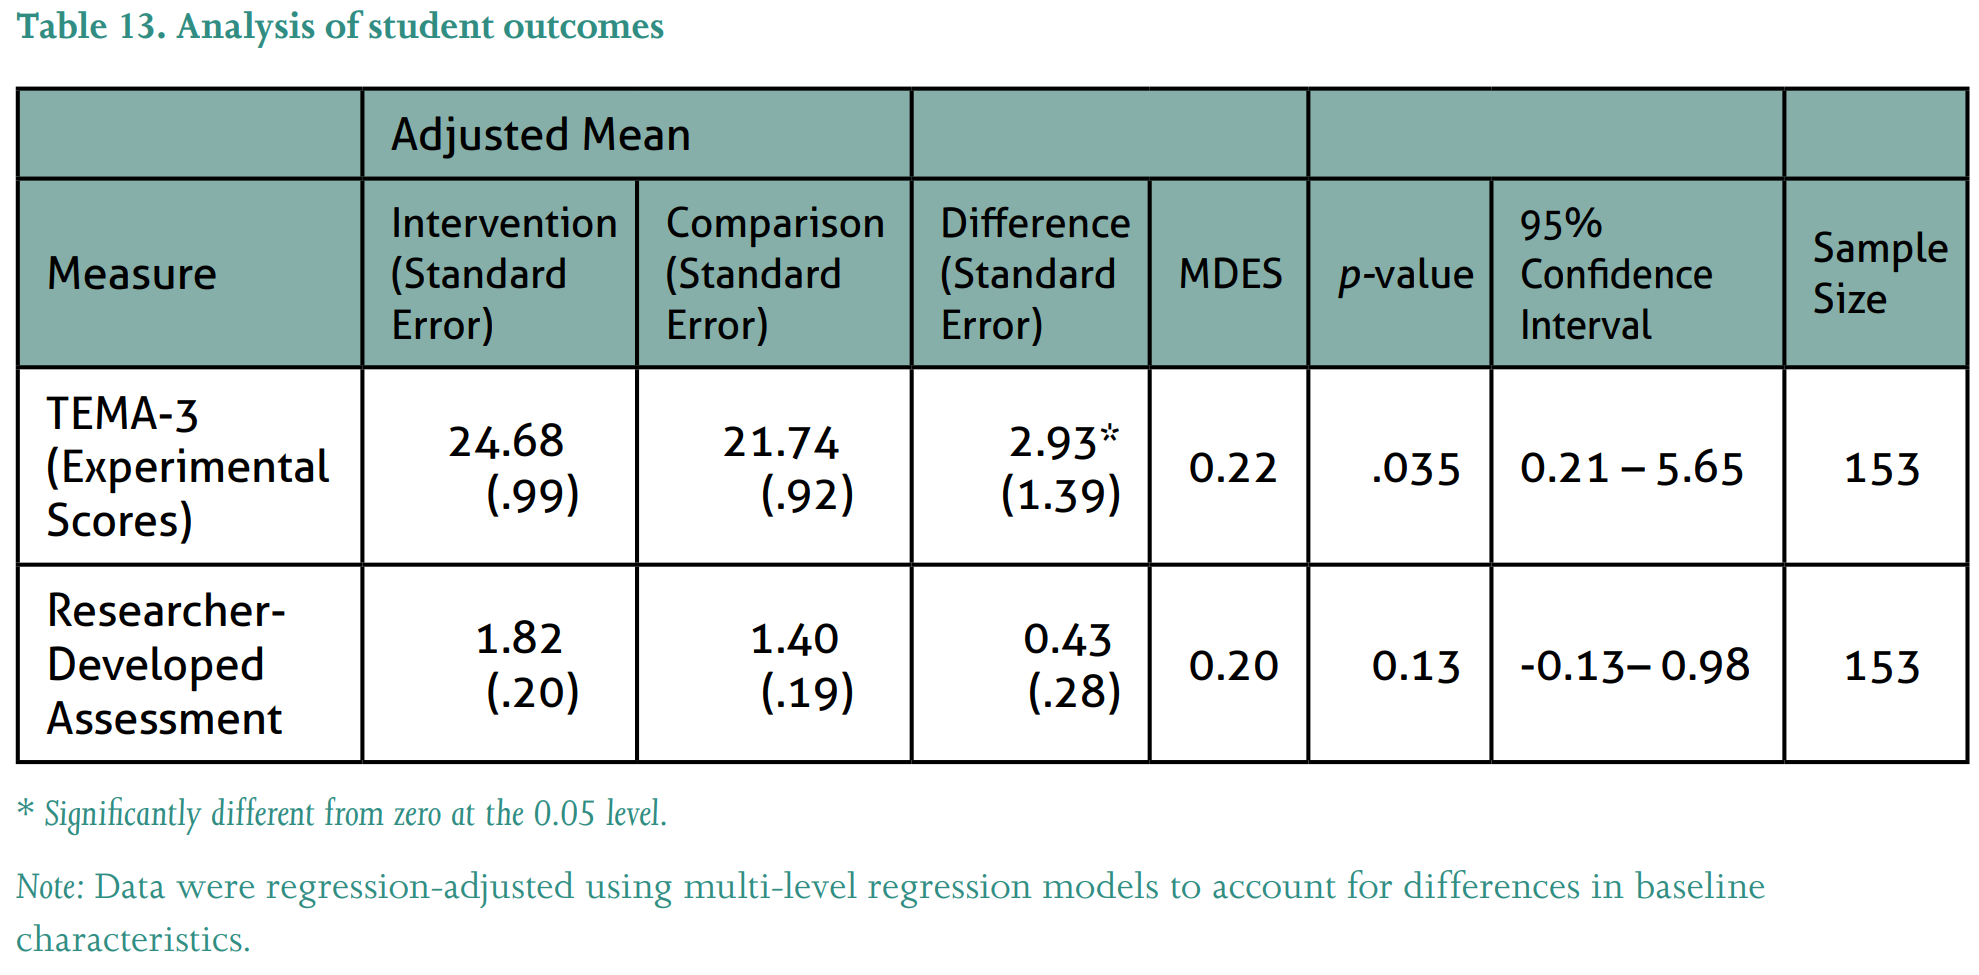 Table 13. Analysis of student outcomes
Adjusted Mean
Measure
Intervention
(Standard
Error)
Comparison
(Standard
Error)
Difference
(Standard
Error)
MDES
p-value
95%
Confidence
Interval
Sample
Size
TEMA-3
(Experimental
Scores)
24.68
(.99)
21.74
(.92)
2.93*
(1.39)
0.22
.035
0.21 – 5.65
153
Researcher-
Developed
Assessment
1.82
(.20)
1.40
(.19)
0.43
(.28)
0.20
0.13
-0.13– 0.98
153
* Significantly different from zero at the 0.05 level.
Note: Data were regression-adjusted using multi-level regression models to account for differences in baseline
characteristics.